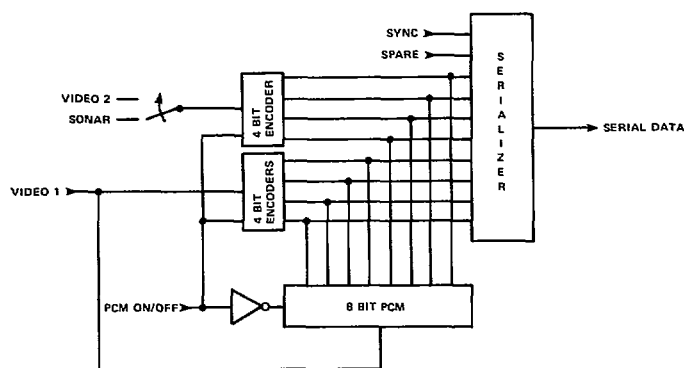 SYNC
SPARE
VIDEO 2
SONAR
4 BIT
ENCODER
SERIALIZER
SERIAL DATA
VIDEO 1
4 BIT
ENCODERS
PCM ON/OFF
8 BIT PCM